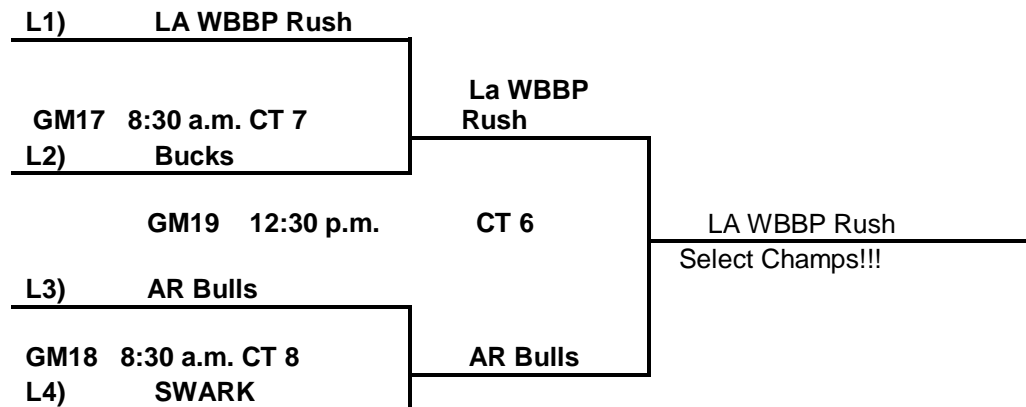 L1) LA WBBP Rush
La WBBP
GM17 8:30 a.m. CT 7 Rush
L2) Bucks
GM19 12:30 p.m. CT 6 LA WBBP Rush
Select Champs!!!
L3) AR Bulls
GM18 8:30 a.m. CT 8 AR Bulls
L4) SWARK